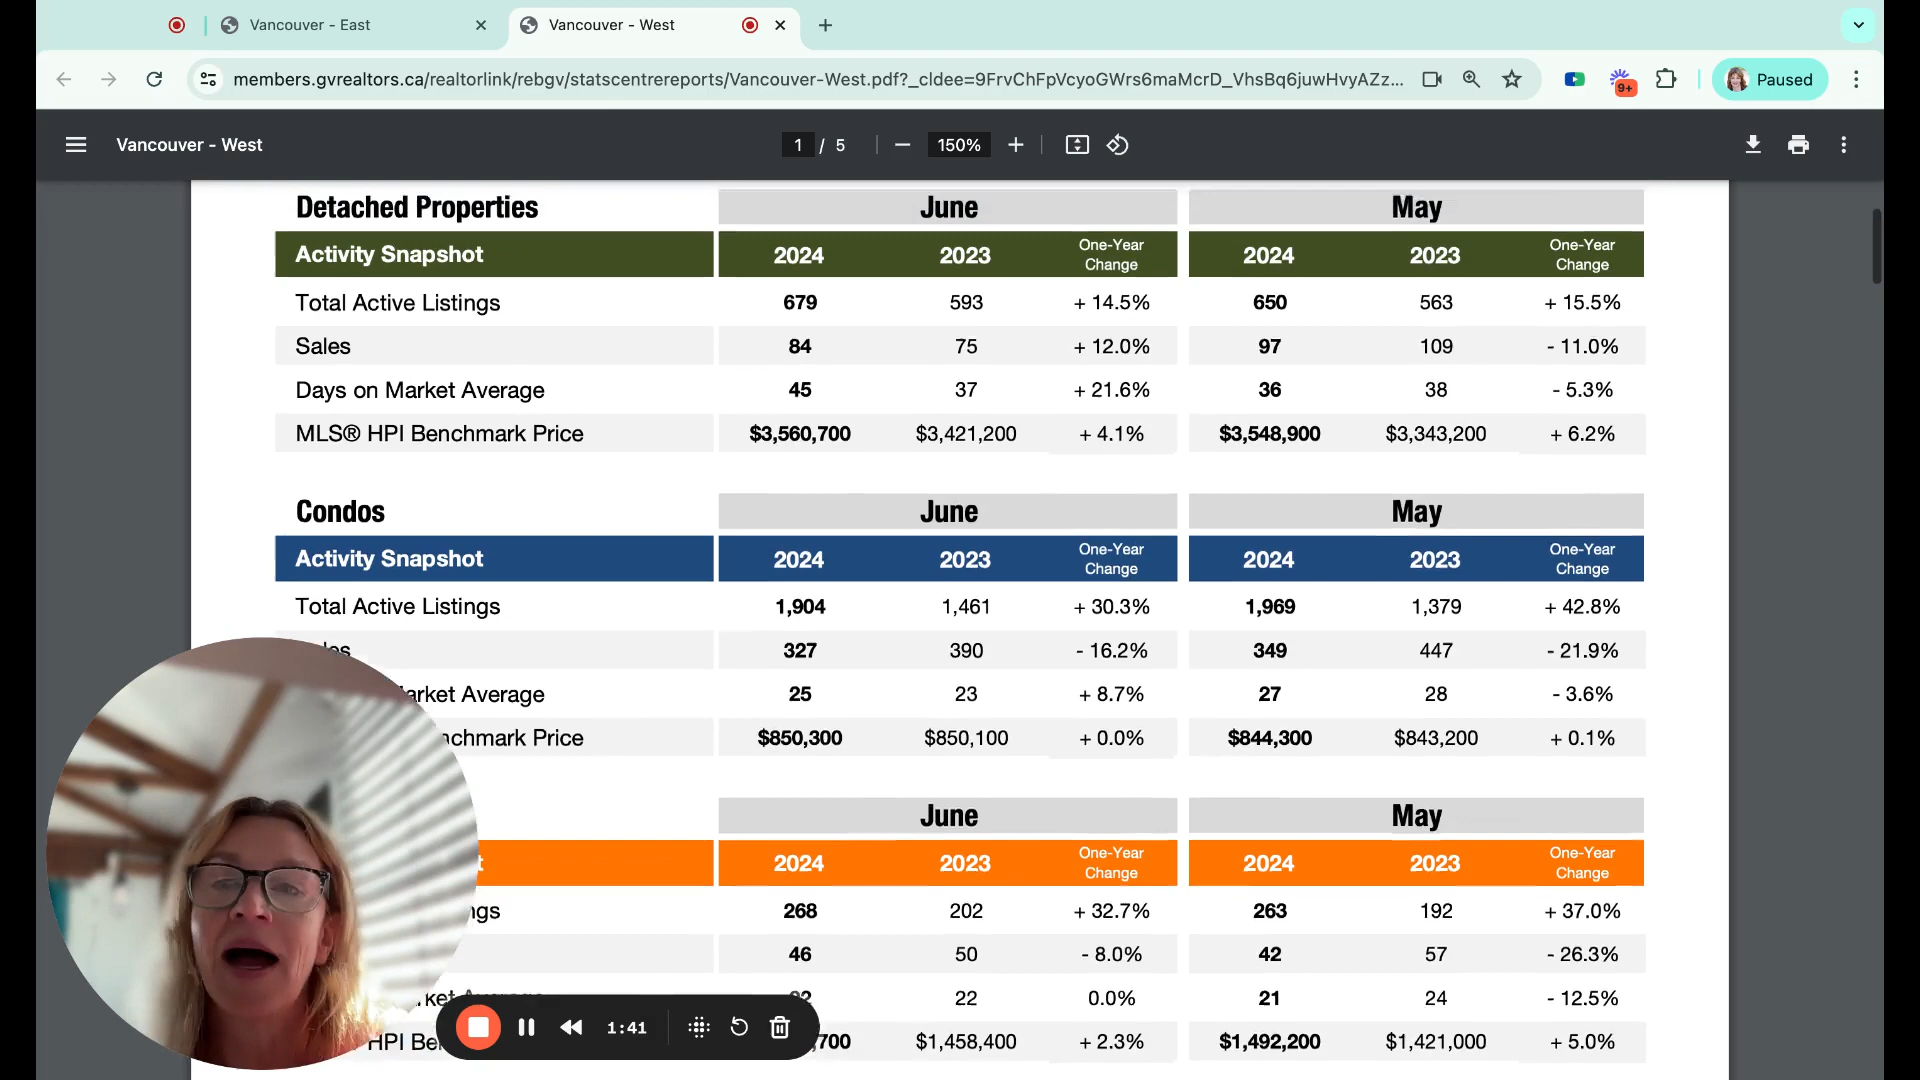 Vancouver - East
Vancouver - West
members.gvrealtors.ca/realtorlink/rebgv/statscentrereports/Vancouver-West.pdf?_cldee=9FrvChFpVcyoGWrs6maMcrD_VhsBq6juwHvyAZz...
9+
Paused
Vancouver - West
1 / 5
150%
Detached Properties June May
Activity Snapshot 2024 2023 One-Year Change 2024 2023 One-Year Change
Total Active Listings 679 593 + 14.5% 650 563 + 15.5%
Sales 84 75 + 12.0% 97 109 - 11.0%
Days on Market Average 45 37 + 21.6% 36 38 - 5.3%
MLS® HPI Benchmark Price $3,560,700 $3,421,200 + 4.1% $3,548,900 $3,343,200 + 6.2%
Condos June May
Activity Snapshot 2024 2023 One-Year Change 2024 2023 One-Year Change
Total Active Listings 1,904 1,461 + 30.3% 1,969 1,379 + 42.8%
327 390 - 16.2% 349 447 - 21.9%
arket Average 25 23 + 8.7% 27 28 - 3.6%
nchmark Price $850,300 $850,100 + 0.0% $844,300 $843,200 + 0.1%
June May
2024 2023 One-Year Change 2024 2023 One-Year Change
ngs 268 202 + 32.7% 263 192 + 37.0%
46 50 - 8.0% 42 57 - 26.3%
22 0.0% 21 24 - 12.5%
HPI Be ,700 $1,458,400 + 2.3% $1,492,200 $1,421,000 + 5.0%
1:41